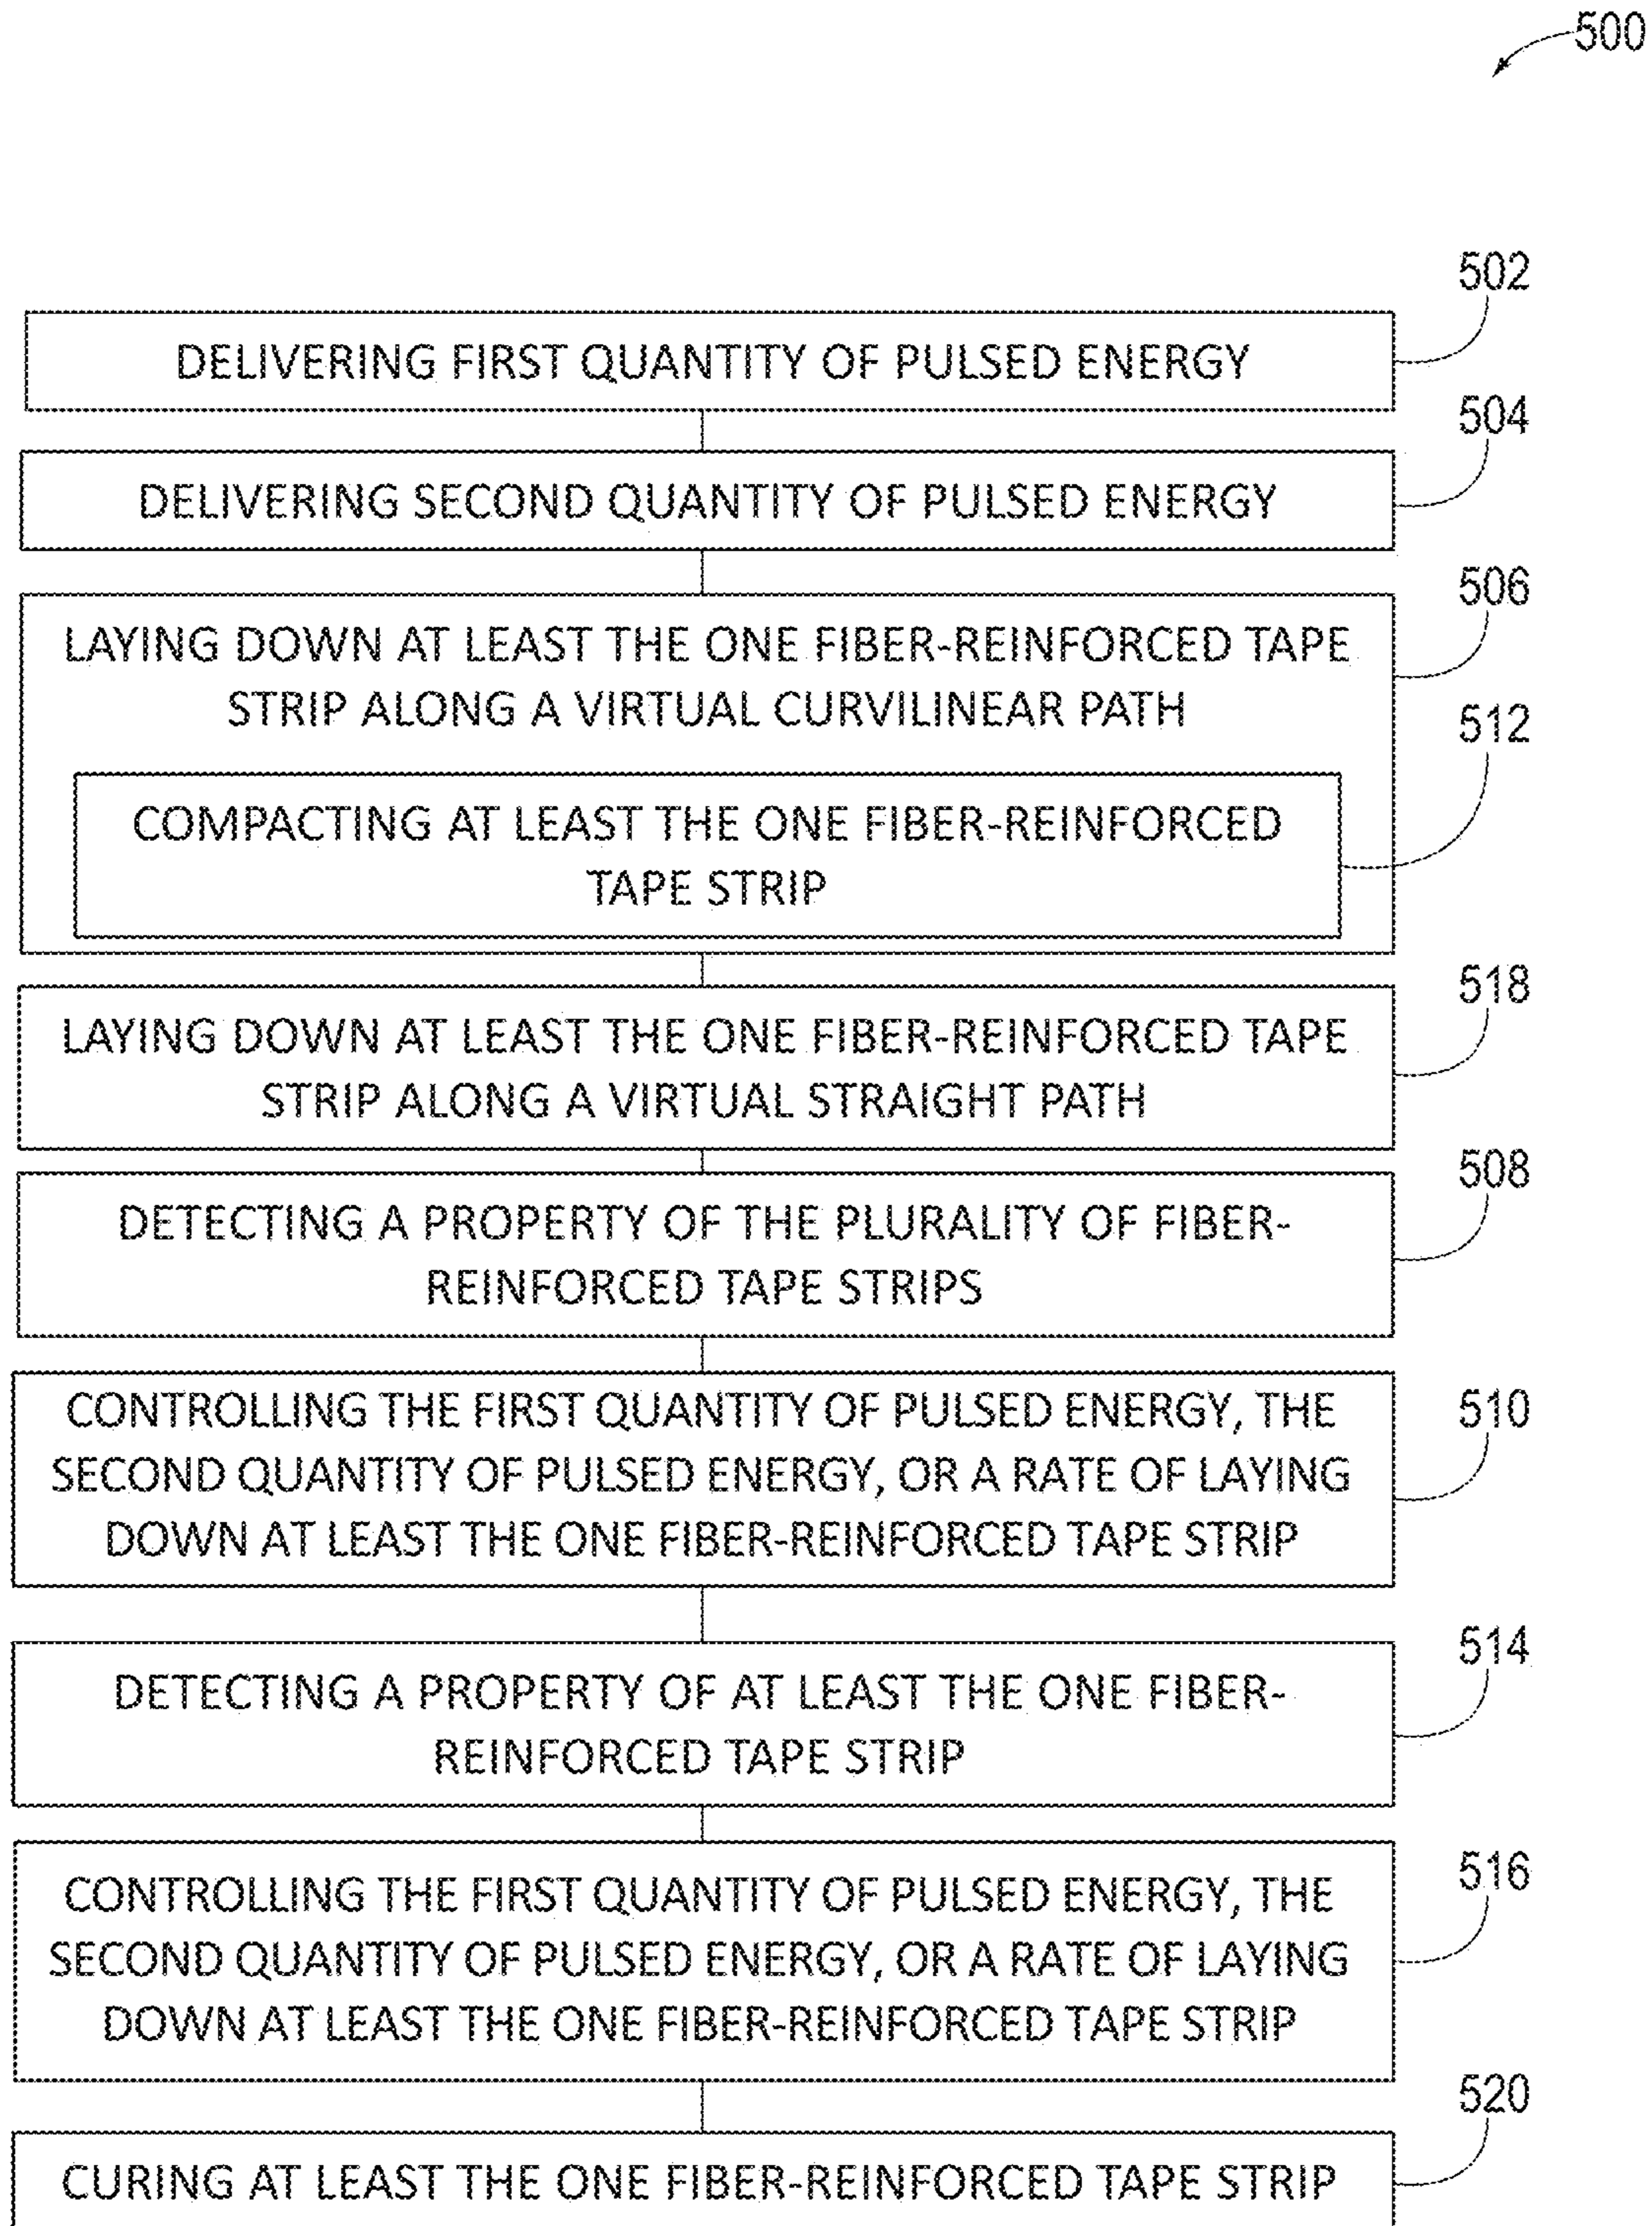 500
502
DELIVERING FIRST QUANTITY OF PULSED ENERGY
504
DELIVERING SECOND QUANTITY OF PULSED ENERGY
506
LAYING DOWN AT LEAST THE ONE FIBER-REINFORCED TAPE
STRIP ALONG A VIRTUAL CURVILINEAR PATH
512
COMPACTING AT LEAST THE ONE FIBER-REINFORCED
TAPE STRIP
518
LAYING DOWN AT LEAST THE ONE FIBER-REINFORCED TAPE
STRIP ALONG A VIRTUAL STRAIGHT PATH
508
DETECTING A PROPERTY OF THE PLURALITY OF FIBER-
REINFORCED TAPE STRIPS
510
CONTROLLING THE FIRST QUANTITY OF PULSED ENERGY, THE
SECOND QUANTITY OF PULSED ENERGY, OR A RATE OF LAYING
DOWN AT LEAST THE ONE FIBER-REINFORCED TAPE STRIP
514
DETECTING A PROPERTY OF AT LEAST THE ONE FIBER-
REINFORCED TAPE STRIP
516
CONTROLLING THE FIRST QUANTITY OF PULSED ENERGY, THE
SECOND QUANTITY OF PULSED ENERGY, OR A RATE OF LAYING
DOWN AT LEAST THE ONE FIBER-REINFORCED TAPE STRIP
520
CURING AT LEAST THE ONE FIBER-REINFORCED TAPE STRIP